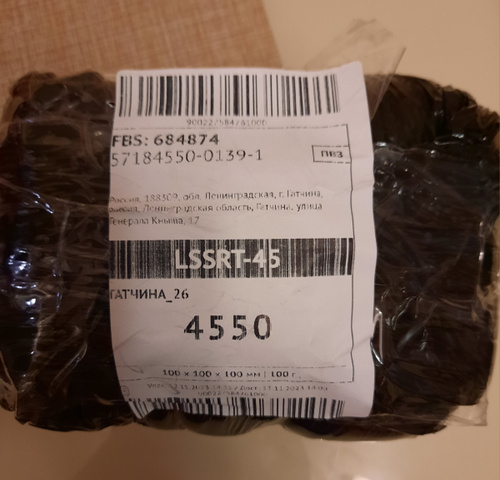 FBS: 684874
57184550-0139-1
ПВЗ
Россия, 188309, обл. Ленинградская, г. Гатчина,
Россия, Ленинградская область, Гатчина, улица
Генерала Кныша, 17
LSSRT-45
ГАТЧИНА_26
4550
100 x 100 x 100 мм | 100 г